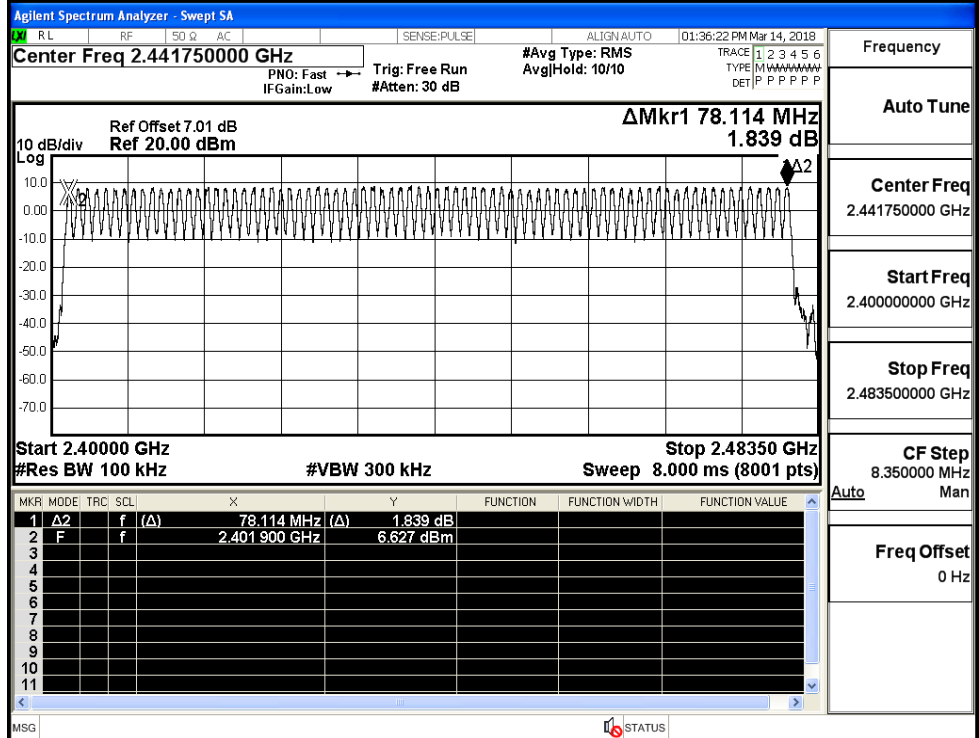 Agilent Spectrum Analyzer - Swept SA
LXI RL RF 50 Ω AC SENSE:PULSE ALIGNAUTO 01:36:22 PM Mar 14, 2018
Center Freq 2.441750000 GHz
PNO: Fast
IFGain:Low
Trig: Free Run
#Atten: 30 dB
#Avg Type: RMS
Avg|Hold: 10/10
TRACE 1 2 3 4 5 6
TYPE M WWWWW
DET P P P P P P
Ref Offset 7.01 dB
10 dB/div Ref 20.00 dBm
Log
ΔMkr1 78.114 MHz
1.839 dB
10.0
0.00
-10.0
-20.0
-30.0
-40.0
-50.0
-60.0
-70.0
2
Δ2
Start 2.40000 GHz Stop 2.48350 GHz
#Res BW 100 kHz #VBW 300 kHz Sweep 8.000 ms (8001 pts)
MKR MODE TRC SCL X Y FUNCTION FUNCTION WIDTH FUNCTION VALUE
1 Δ2 f (Δ) 78.114 MHz (Δ) 1.839 dB
2 F f 2.401 900 GHz 6.627 dBm
3
4
5
6
7
8
9
10
11
MSG STATUS
Frequency
Auto Tune
Center Freq
2.441750000 GHz
Start Freq
2.400000000 GHz
Stop Freq
2.483500000 GHz
CF Step
8.350000 MHz
Auto Man
Freq Offset
0 Hz